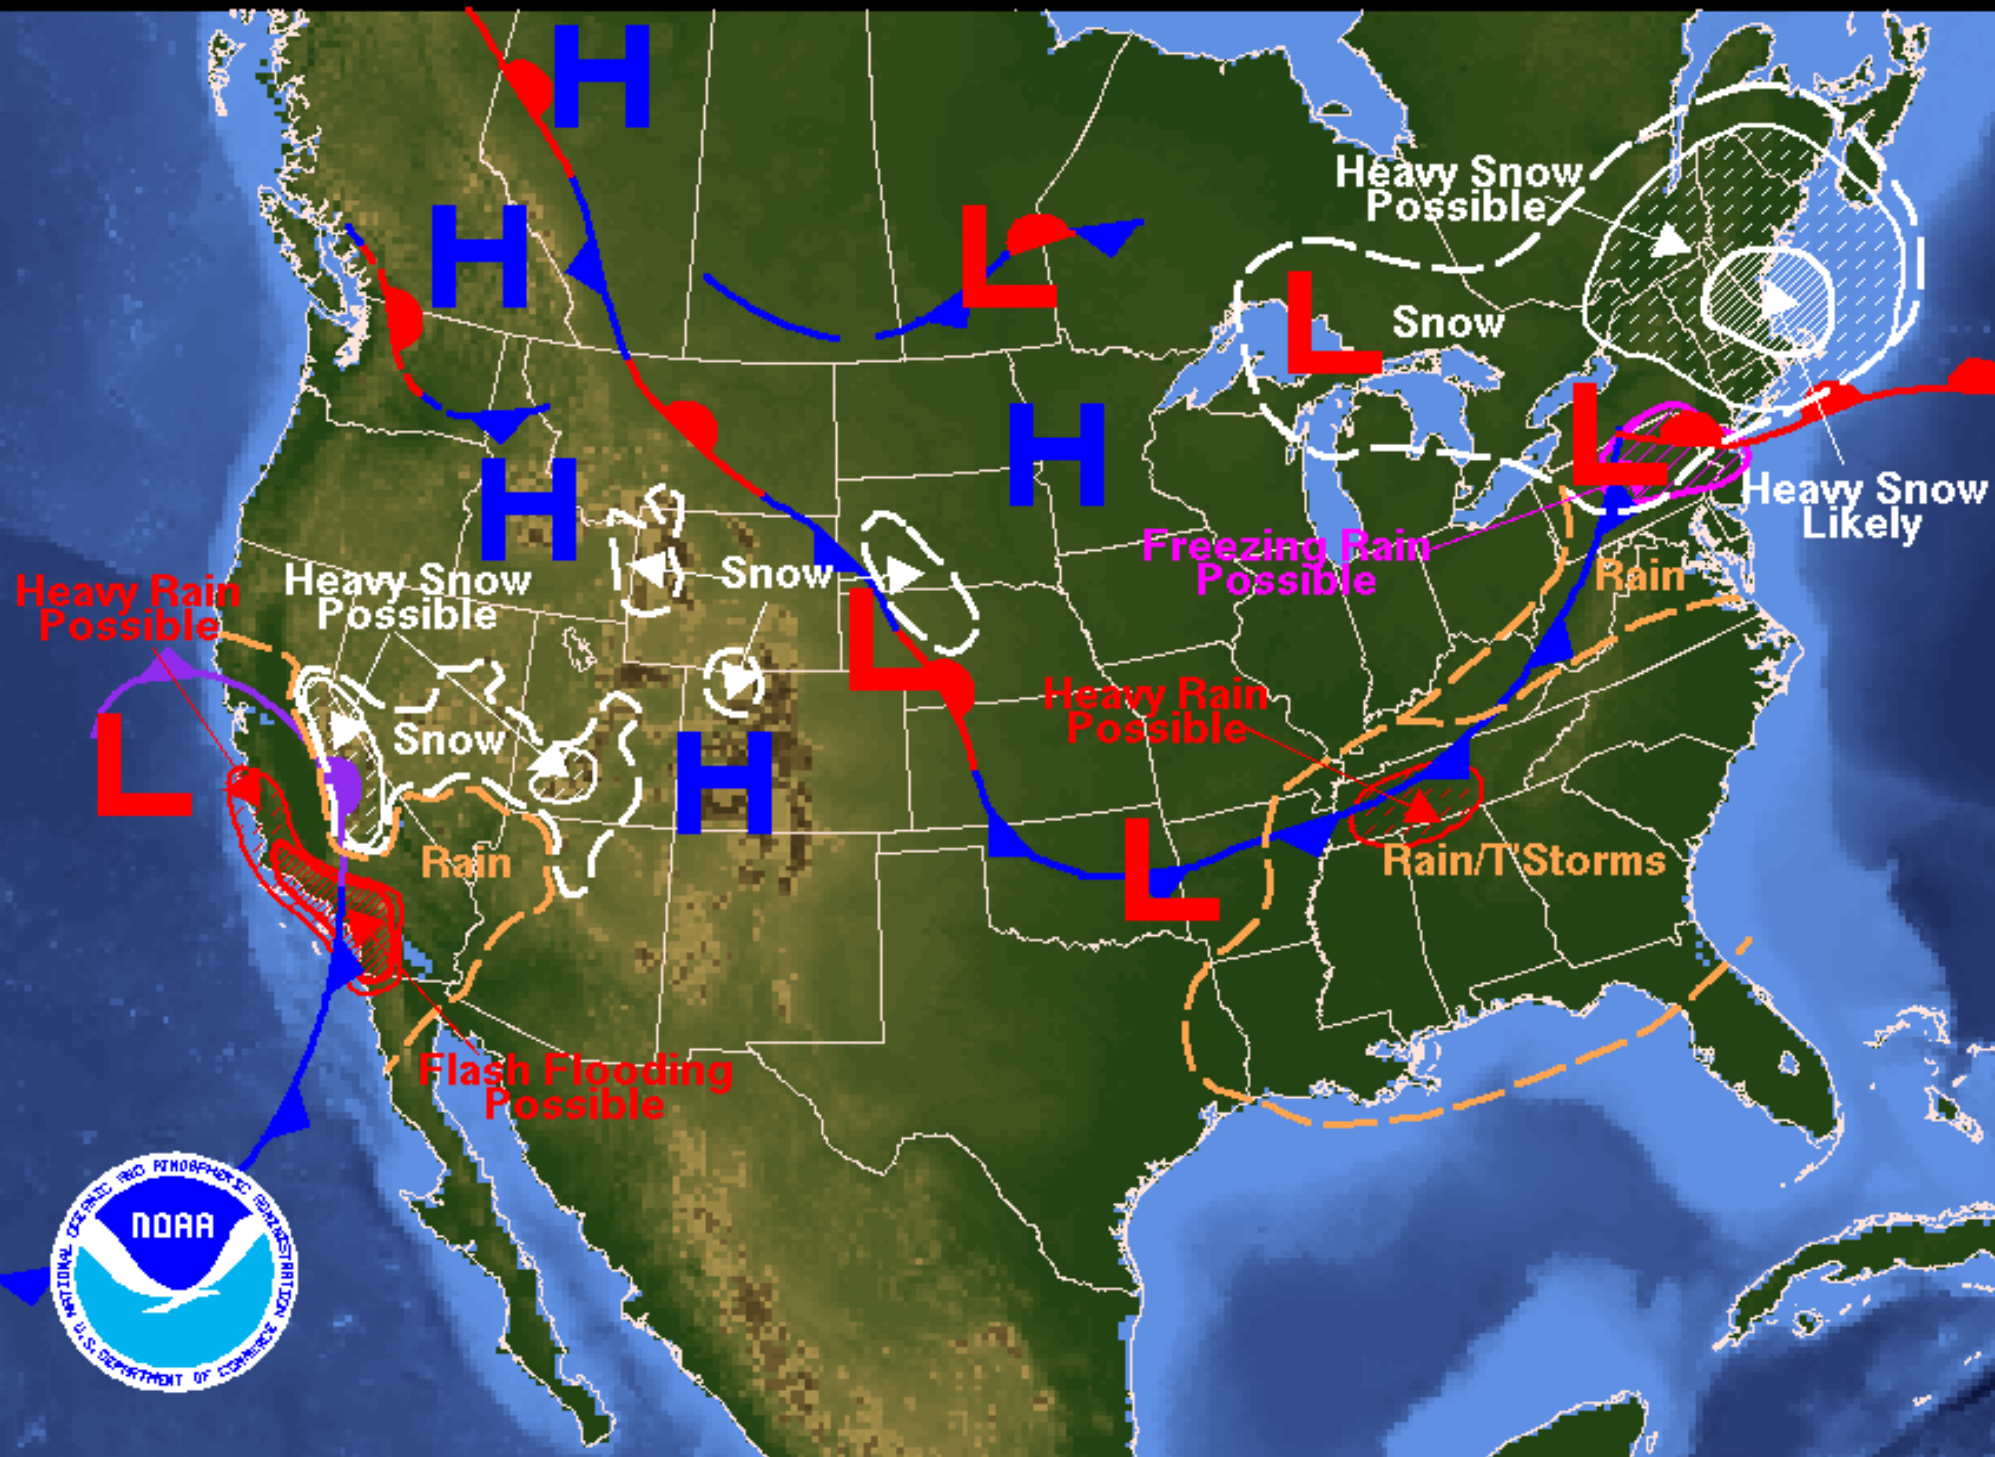 H
Heavy Snow
Possible
H
L
L
Snow
H
L
H
Heavy Snow
Likely
Freezing Rain
Possible
Rain
Heavy Rain
Possible
Heavy Snow
Possible
Snow
L
Heavy Rain
Possible
Snow
L
H
L
Rain
Rain/T'Storms
Flash Flooding
Possible
NATIONAL OCEANIC AND ATMOSPHERIC ADMINISTRATION
NOAA
U.S. DEPARTMENT OF COMMERCE
H